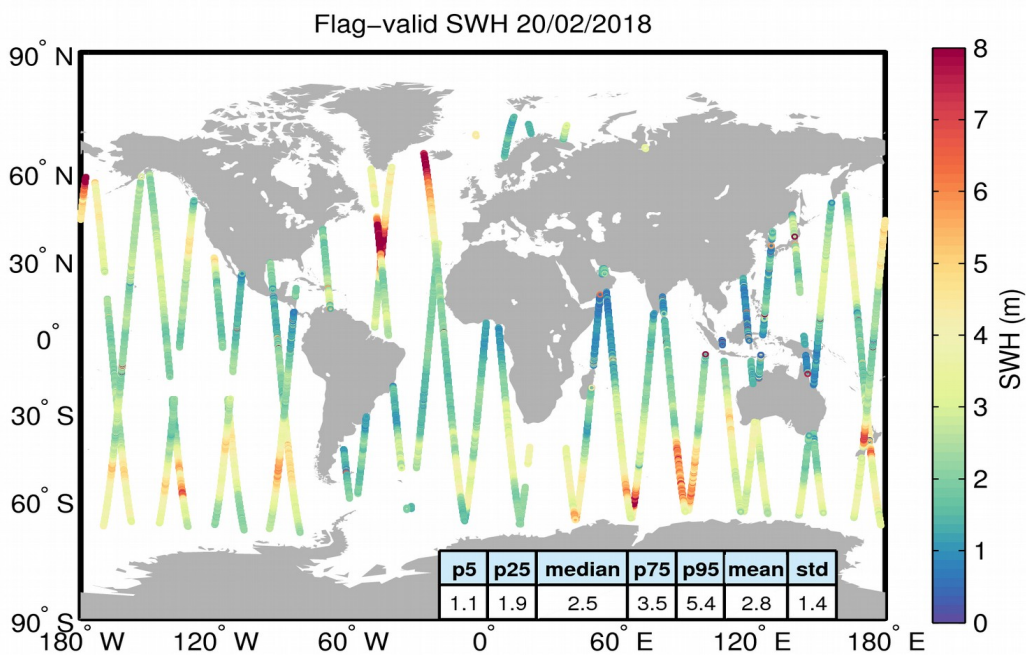 Flag−valid SWH 20/02/2018
90° N
60° N
30° N
0°
30° S
60° S
90° S
180° W
120° W
60° W
0°
60° E
120° E
180° E
p5 p25 median p75 p95 mean std
1.1 1.9 2.5 3.5 5.4 2.8 1.4
8
7
6
5
4
3
2
1
0
SWH (m)